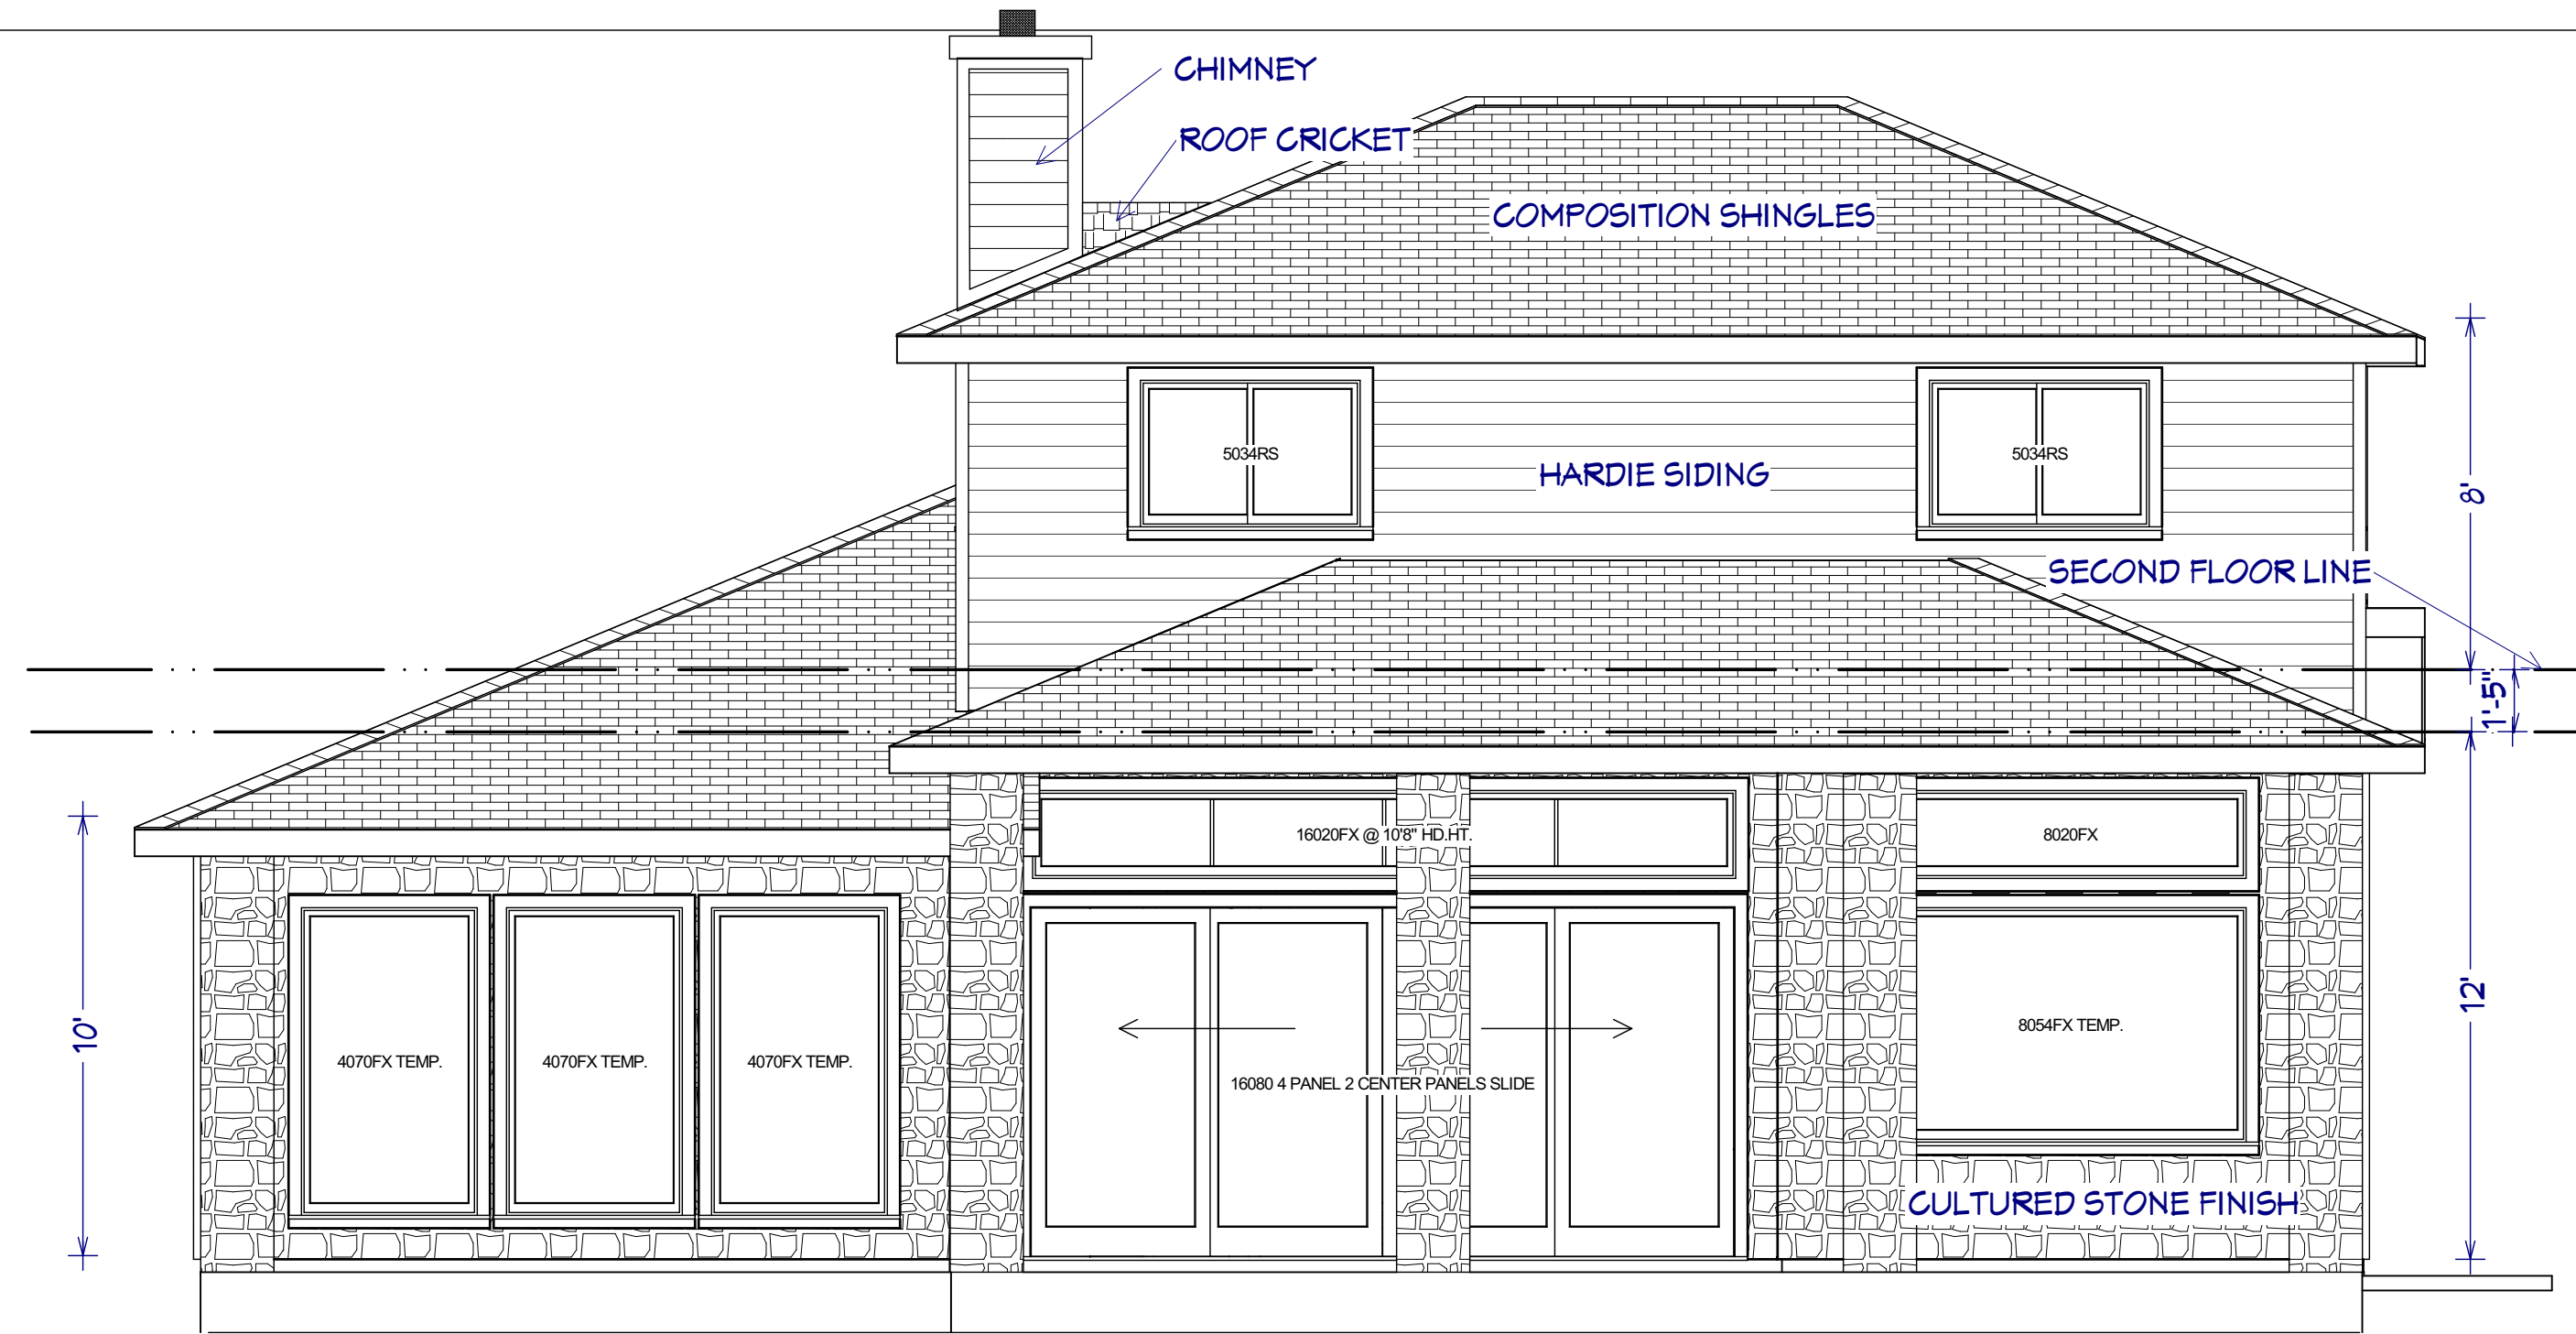 CHIMNEY
ROOF CRICKET
COMPOSITION SHINGLES
5034RS
HARDIE SIDING
5034RS
8'
SECOND FLOOR LINE
1'-5"
16020FX @ 10'8" HD.HT.
8020FX
10'
12'
4070FX TEMP.
4070FX TEMP.
4070FX TEMP.
8054FX TEMP.
16080 4 PANEL 2 CENTER PANELS SLIDE
CULTURED STONE FINISH